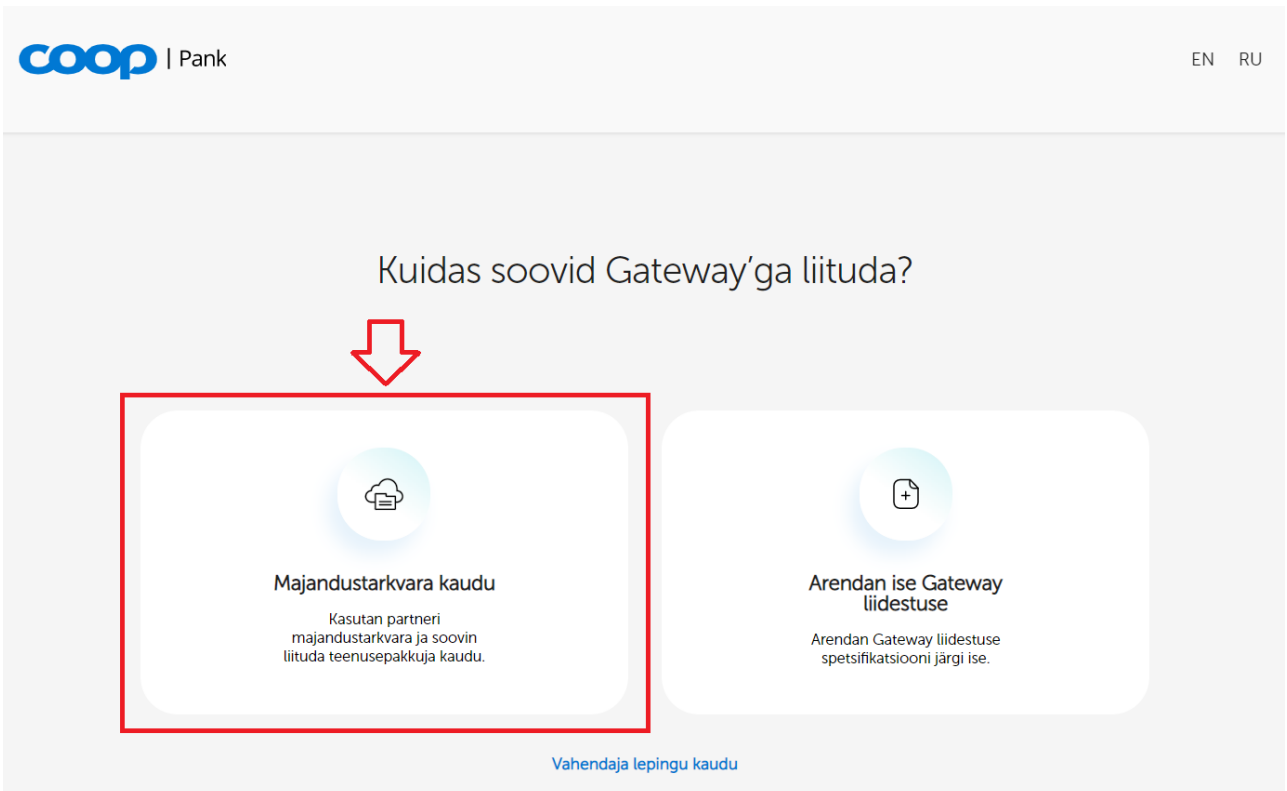 coop | Pank
EN RU
Kuidas soovid Gateway’ga liituda?
Majandustarkvara kaudu
Kasutan partneri
majandustarkvara ja soovin
liituda teenusepakkuja kaudu.
Arendan ise Gateway
liidestuse
Arendan Gateway liidestuse
spetsifikatsiooni järgi ise.
Vahendaja lepingu kaudu